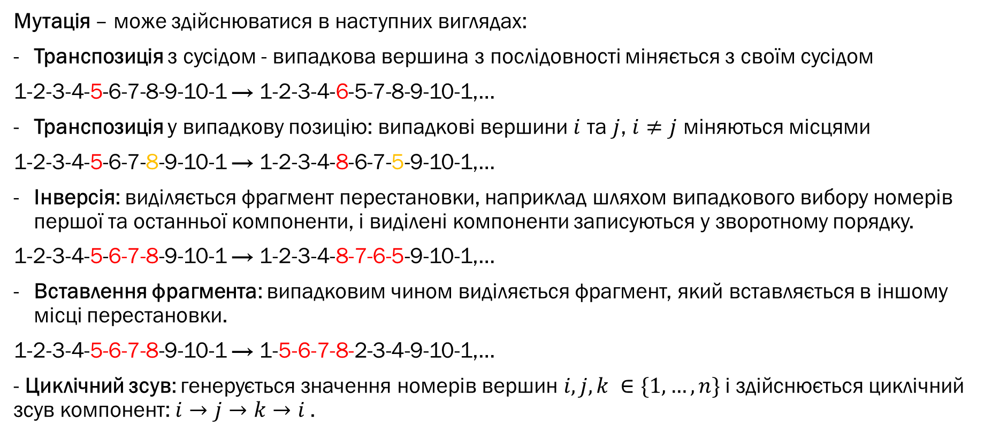 Мутація – може здійснюватися в наступних виглядах:
- Транспозиція з сусідом - випадкова вершина з послідовності міняється з своїм сусідом
1-2-3-4-5-6-7-8-9-10-1 → 1-2-3-4-6-5-7-8-9-10-1,...
- Транспозиція у випадкову позицію: випадкові вершини i та j, i ≠ j міняються місцями
1-2-3-4-5-6-7-8-9-10-1 → 1-2-3-4-8-6-7-5-9-10-1,...
- Інверсія: виділяється фрагмент перестановки, наприклад шляхом випадкового вибору номерів
першої та останньої компоненти, і виділені компоненти записуються у зворотному порядку.
1-2-3-4-5-6-7-8-9-10-1 → 1-2-3-4-8-7-6-5-9-10-1,...
- Вставлення фрагмента: випадковим чином виділяється фрагмент, який вставляється в іншому
місці перестановки.
1-2-3-4-5-6-7-8-9-10-1 → 1-5-6-7-8-2-3-4-9-10-1,...
- Циклічний зсув: генерується значення номерів вершин i, j, k ∈ {1, ... , n} і здійснюється циклічний
зсув компонент: i → j → k → i .